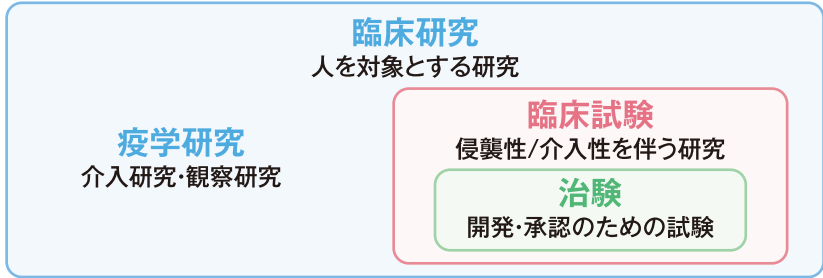 臨床研究
人を対象とする研究
疫学研究
介入研究・観察研究
臨床試験
侵襲性/介入性を伴う研究
治験
開発・承認のための試験